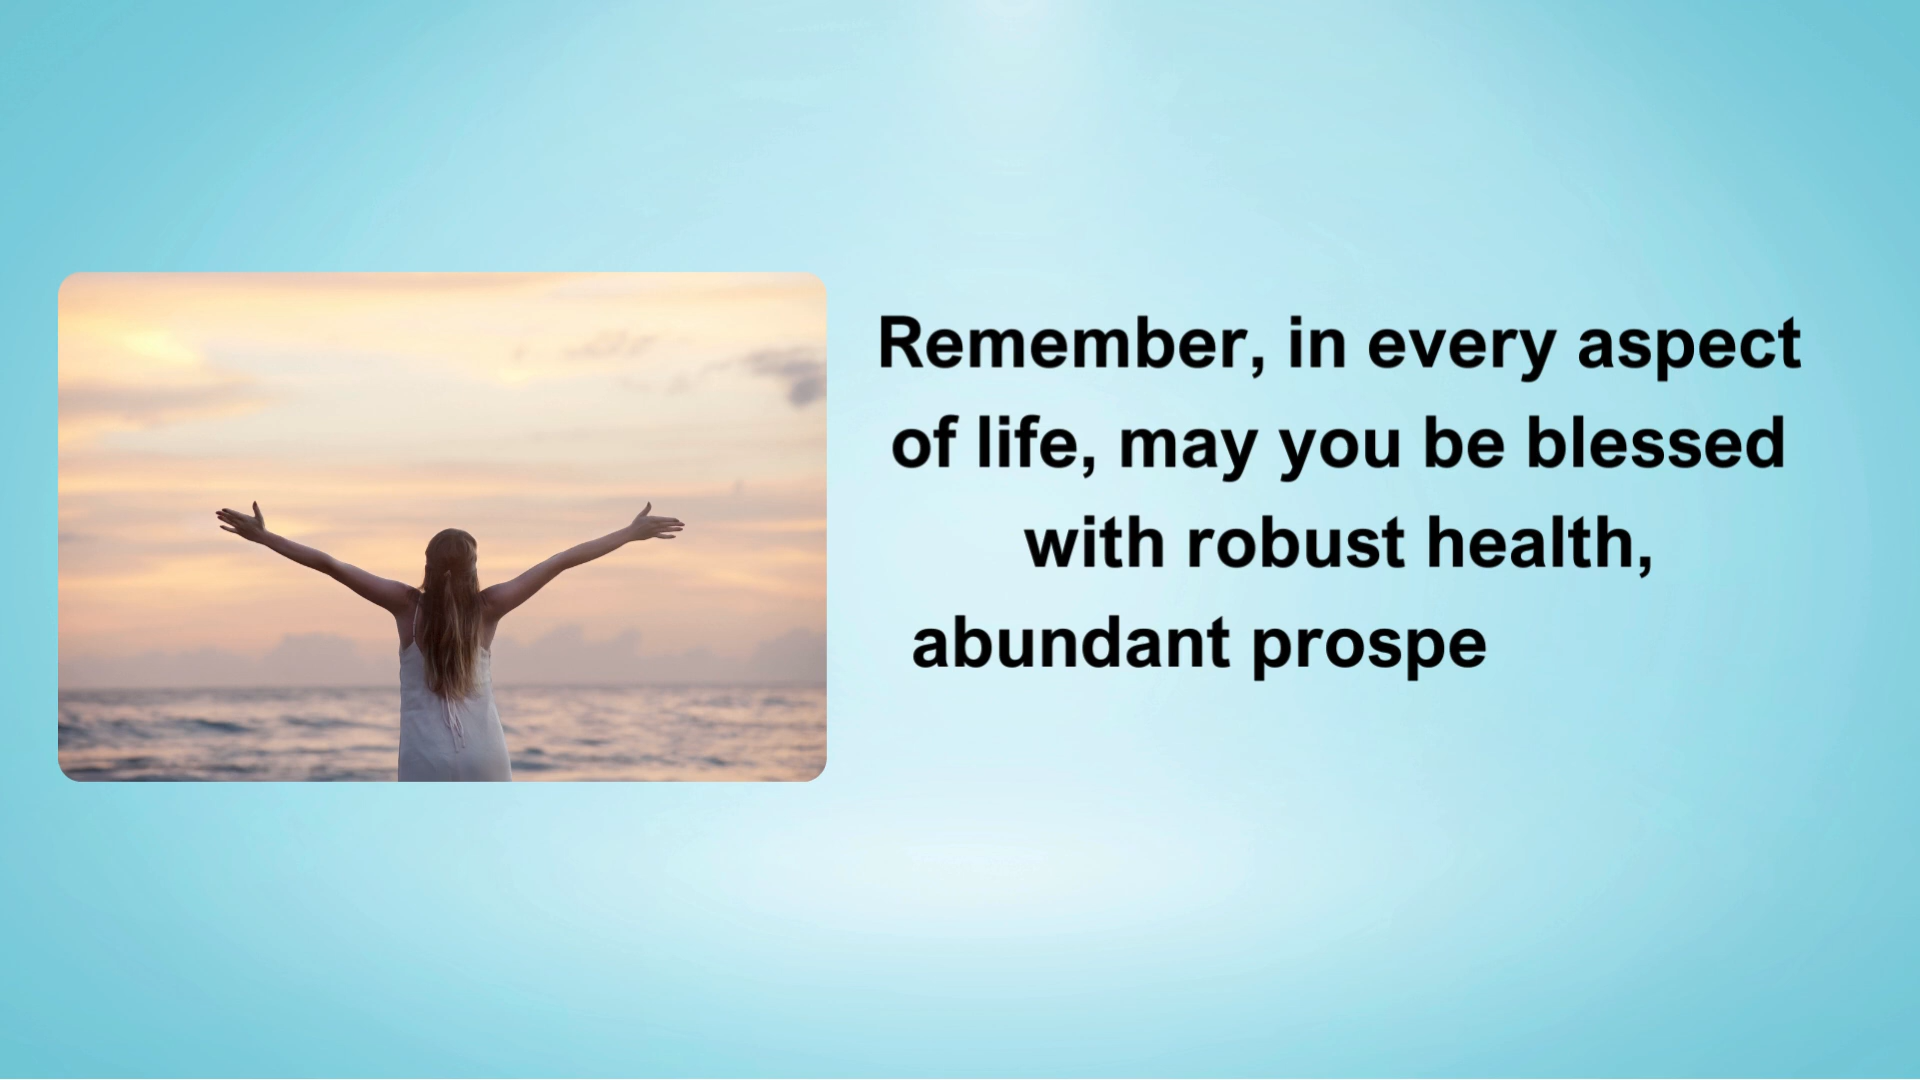 Remember, in every aspect
of life, may you be blessed
with robust health,
abundant prospe